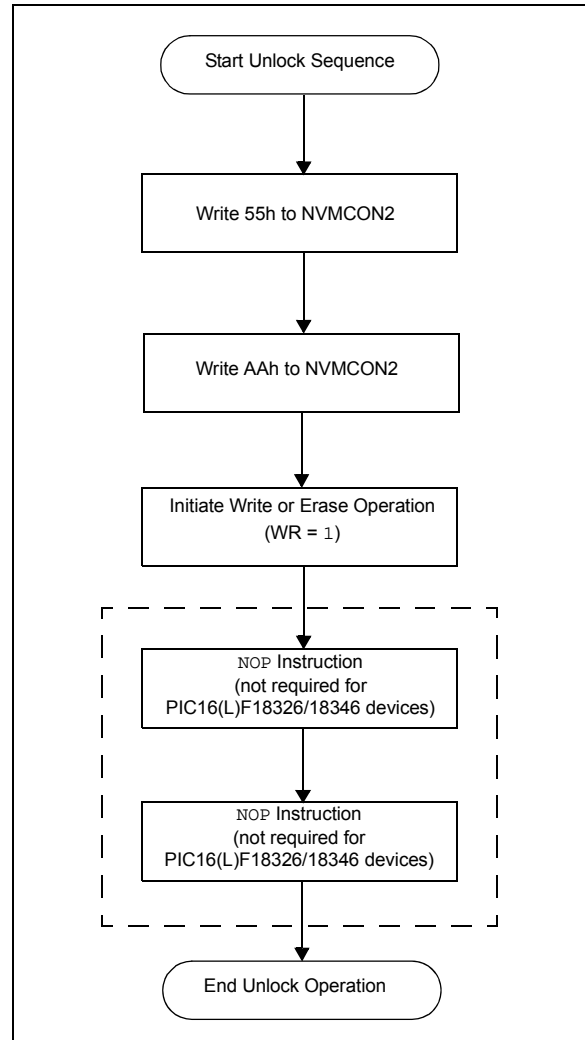 Start Unlock Sequence
Write 55h to NVMCON2
Write AAh to NVMCON2
Initiate Write or Erase Operation
(WR = 1)
NOP Instruction
(not required for
PIC16(L)F18326/18346 devices)
NOP Instruction
(not required for
PIC16(L)F18326/18346 devices)
End Unlock Operation